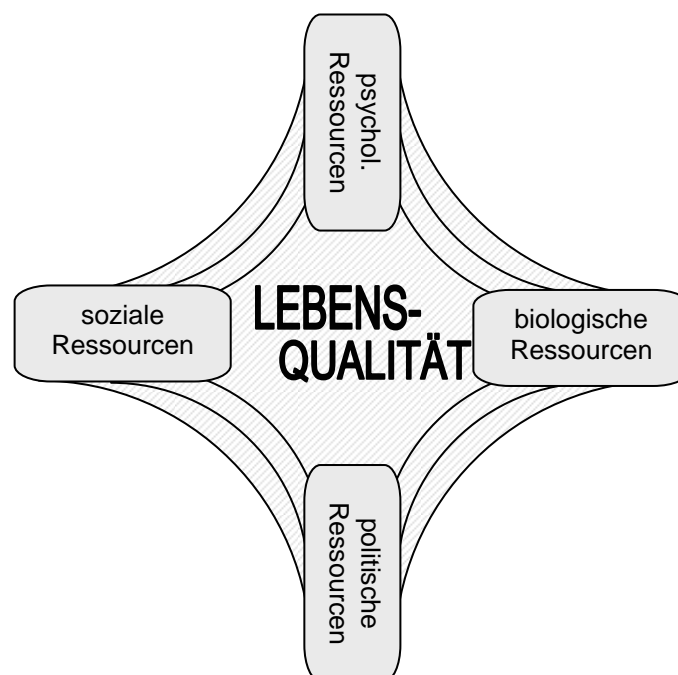 psychol.
Ressourcen
soziale
Ressourcen
LEBENS-
QUALITÄT
biologische
Ressourcen
politische
Ressourcen